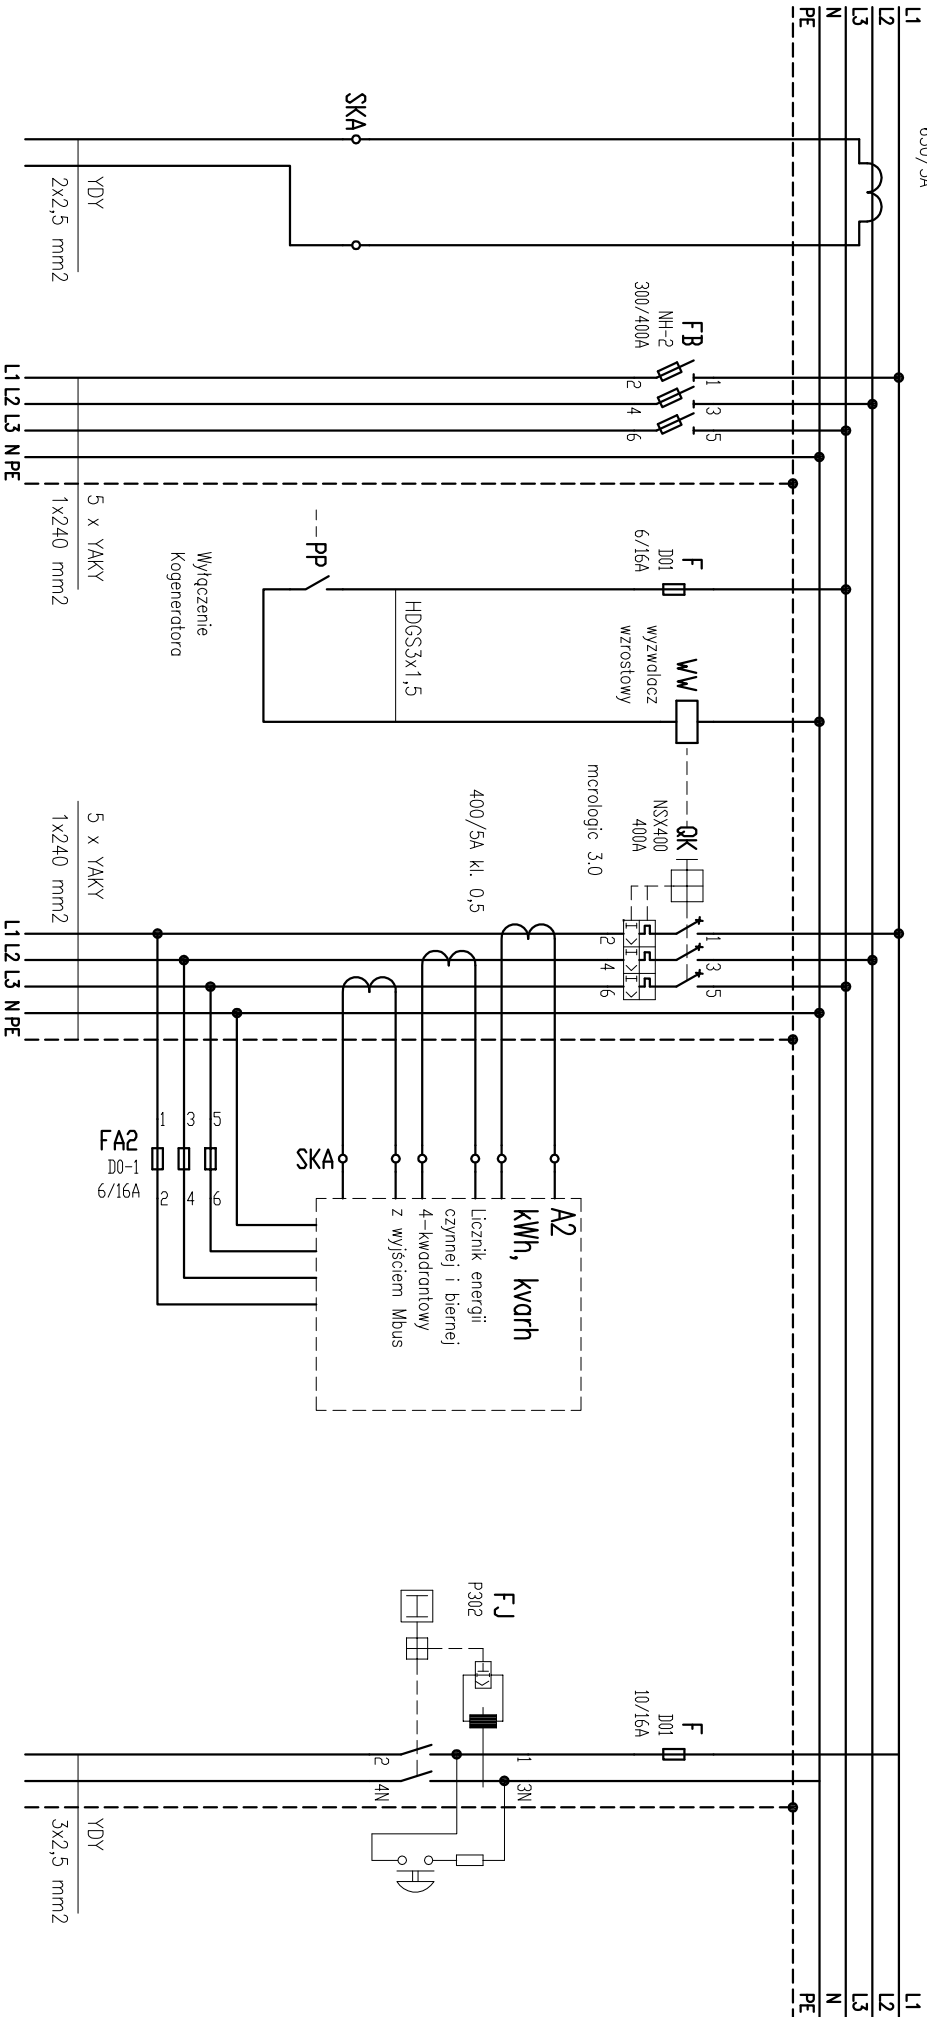 L1
L2
L3
N
PE
SKA
YDY
2x2,5 mm2
FB
NH-2
300/400A
1
3
5
2
4
6
L1 L2 L3 N PE
5 x YAKY
1x240 mm2
F
D01
6/16A
--PP
HDGS3x1,5
Wyłączenie
Kogeneratora
WW
wyzwalacz
wzrostowy
QK
NSX400
400A
mcrologic 3.0
1
3
5
2
4
6
400/5A kl. 0,5
5 x YAKY
1x240 mm2
L1 L2 L3 N PE
FA2
D0-1
6/16A
1
3
5
2
4
6
SKA
A2
kWh, kvarh
Licznik energii
czynnej i biernej
4-kwadrantowy
z wyjściem Mbus
FJ
P302
H
F
D01
10/16A
1
3N
2
4N
YDY
3x2,5 mm2
L1
L2
L3
N
PE